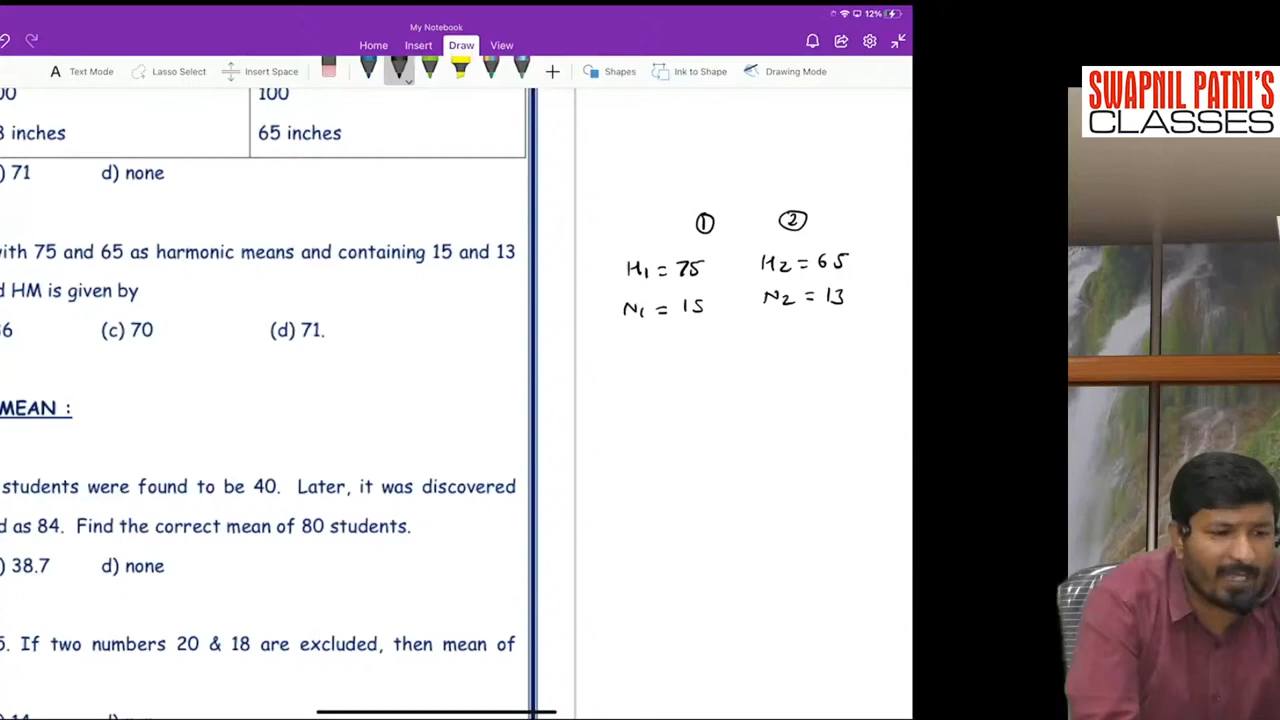 12%
My Notebook
Home Insert Draw View
Text Mode Lasso Select Insert Space Shapes Ink to Shape Drawing Mode
SWAPNIL PATNI'S
CLASSES
100
inches 65 inches
) 71 d) none
① ②
with 75 and 65 as harmonic means and containing 15 and 13
H1 = 75 H2 = 65
HM is given by
N1 = 15 N2 = 13
(c) 70 (d) 71.
MEAN :
students were found to be 40. Later, it was discovered
as 84. Find the correct mean of 80 students.
) 38.7 d) none
. If two numbers 20 & 18 are excluded, then mean of